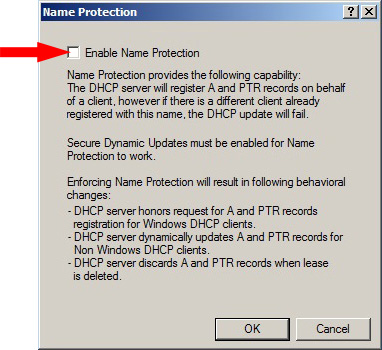 Name Protection
Enable Name Protection
Name Protection provides the following capability:
The DHCP server will register A and PTR records on behalf
of a client, however if there is a different client already
registered with this name, the DHCP update will fail.
Secure Dynamic Updates must be enabled for Name
Protection to work.
Enforcing Name Protection will result in following behavioral
changes:
- DHCP server honors request for A and PTR records
registration for Windows DHCP clients.
- DHCP server dynamically updates A and PTR records for
Non Windows DHCP clients.
- DHCP server discards A and PTR records when lease
is deleted.
OK
Cancel